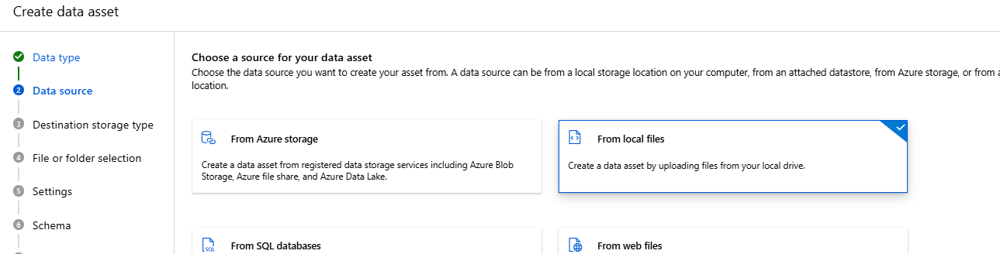 Create data asset
Data type
2
Data source
3
Destination storage type
4
File or folder selection
5
Settings
6
Schema
Choose a source for your data asset
Choose the data source you want to create your asset from. A data source can be from a local storage location on your computer, from an attached datastore, from Azure storage, or from a
location.
From Azure storage
Create a data asset from registered data storage services including Azure Blob
Storage, Azure file share, and Azure Data Lake.
From local files
Create a data asset by uploading files from your local drive.
SQL
From SQL databases
From web files